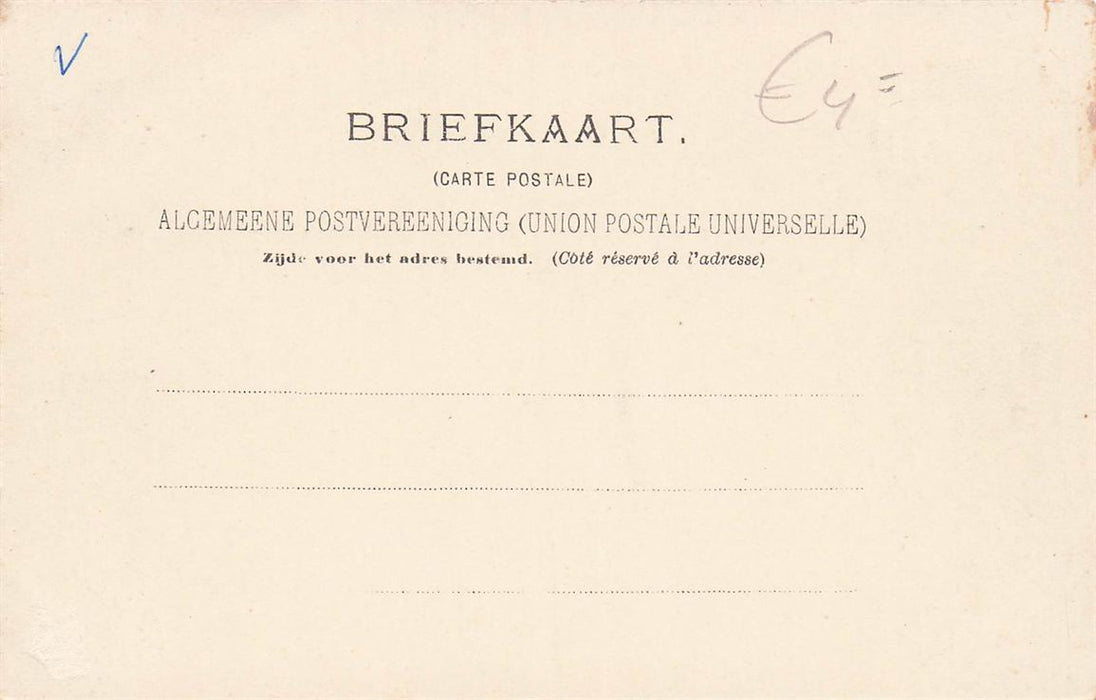 € 4=
BRIEFKAART.
(CARTE POSTALE)
ALGEMEENE POSTVEREENIGING (UNION POSTALE UNIVERSELLE)
Zijde voor het adres bestemd. (Côté réservé à l'adresse)